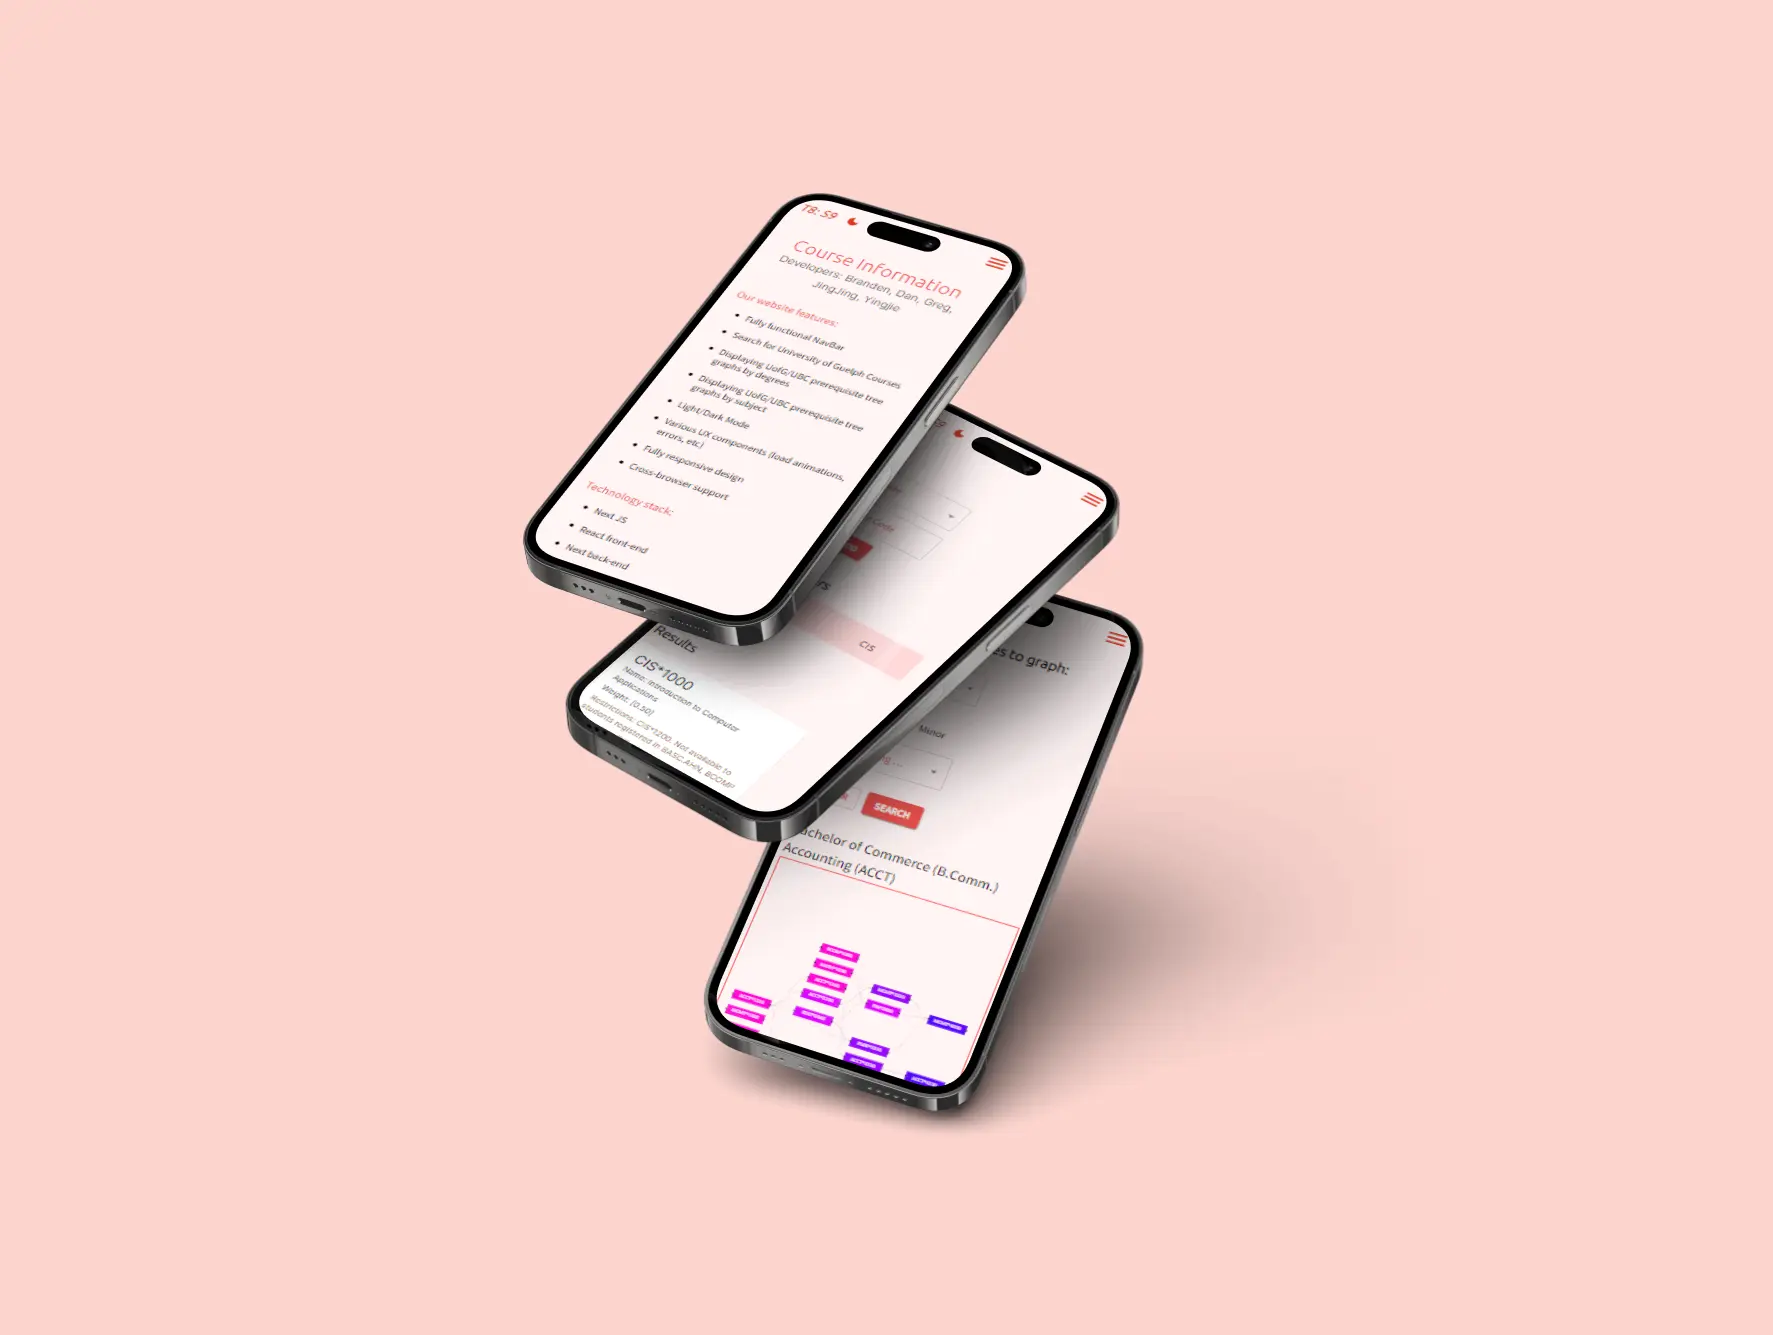 T8: S9
Course Information
Developers: Branden, Dan, Greg,
JingJing, Yingjie
Our website features:
Fully functional NavBar
Search for University of Guelph Courses
Displaying UofG/UBC prerequisite tree
graphs by degrees
Displaying UofG/UBC prerequisite tree
graphs by subject
Light/Dark Mode
Various UX components (load animations,
errors, etc)
Fully responsive design
Cross-browser support
Technology stack:
Next JS
React front-end
Next back-end
S9
CIS
Results
CIS*1000
Name: Introduction to Computer
Applications
Weight: [0.50]
Restrictions: CIS*1200. Not available to
students registered in BASC.AHN, BCOMP
to graph:
Minor
SEARCH
Bachelor of Commerce (B.Comm.)
Accounting (ACCT)